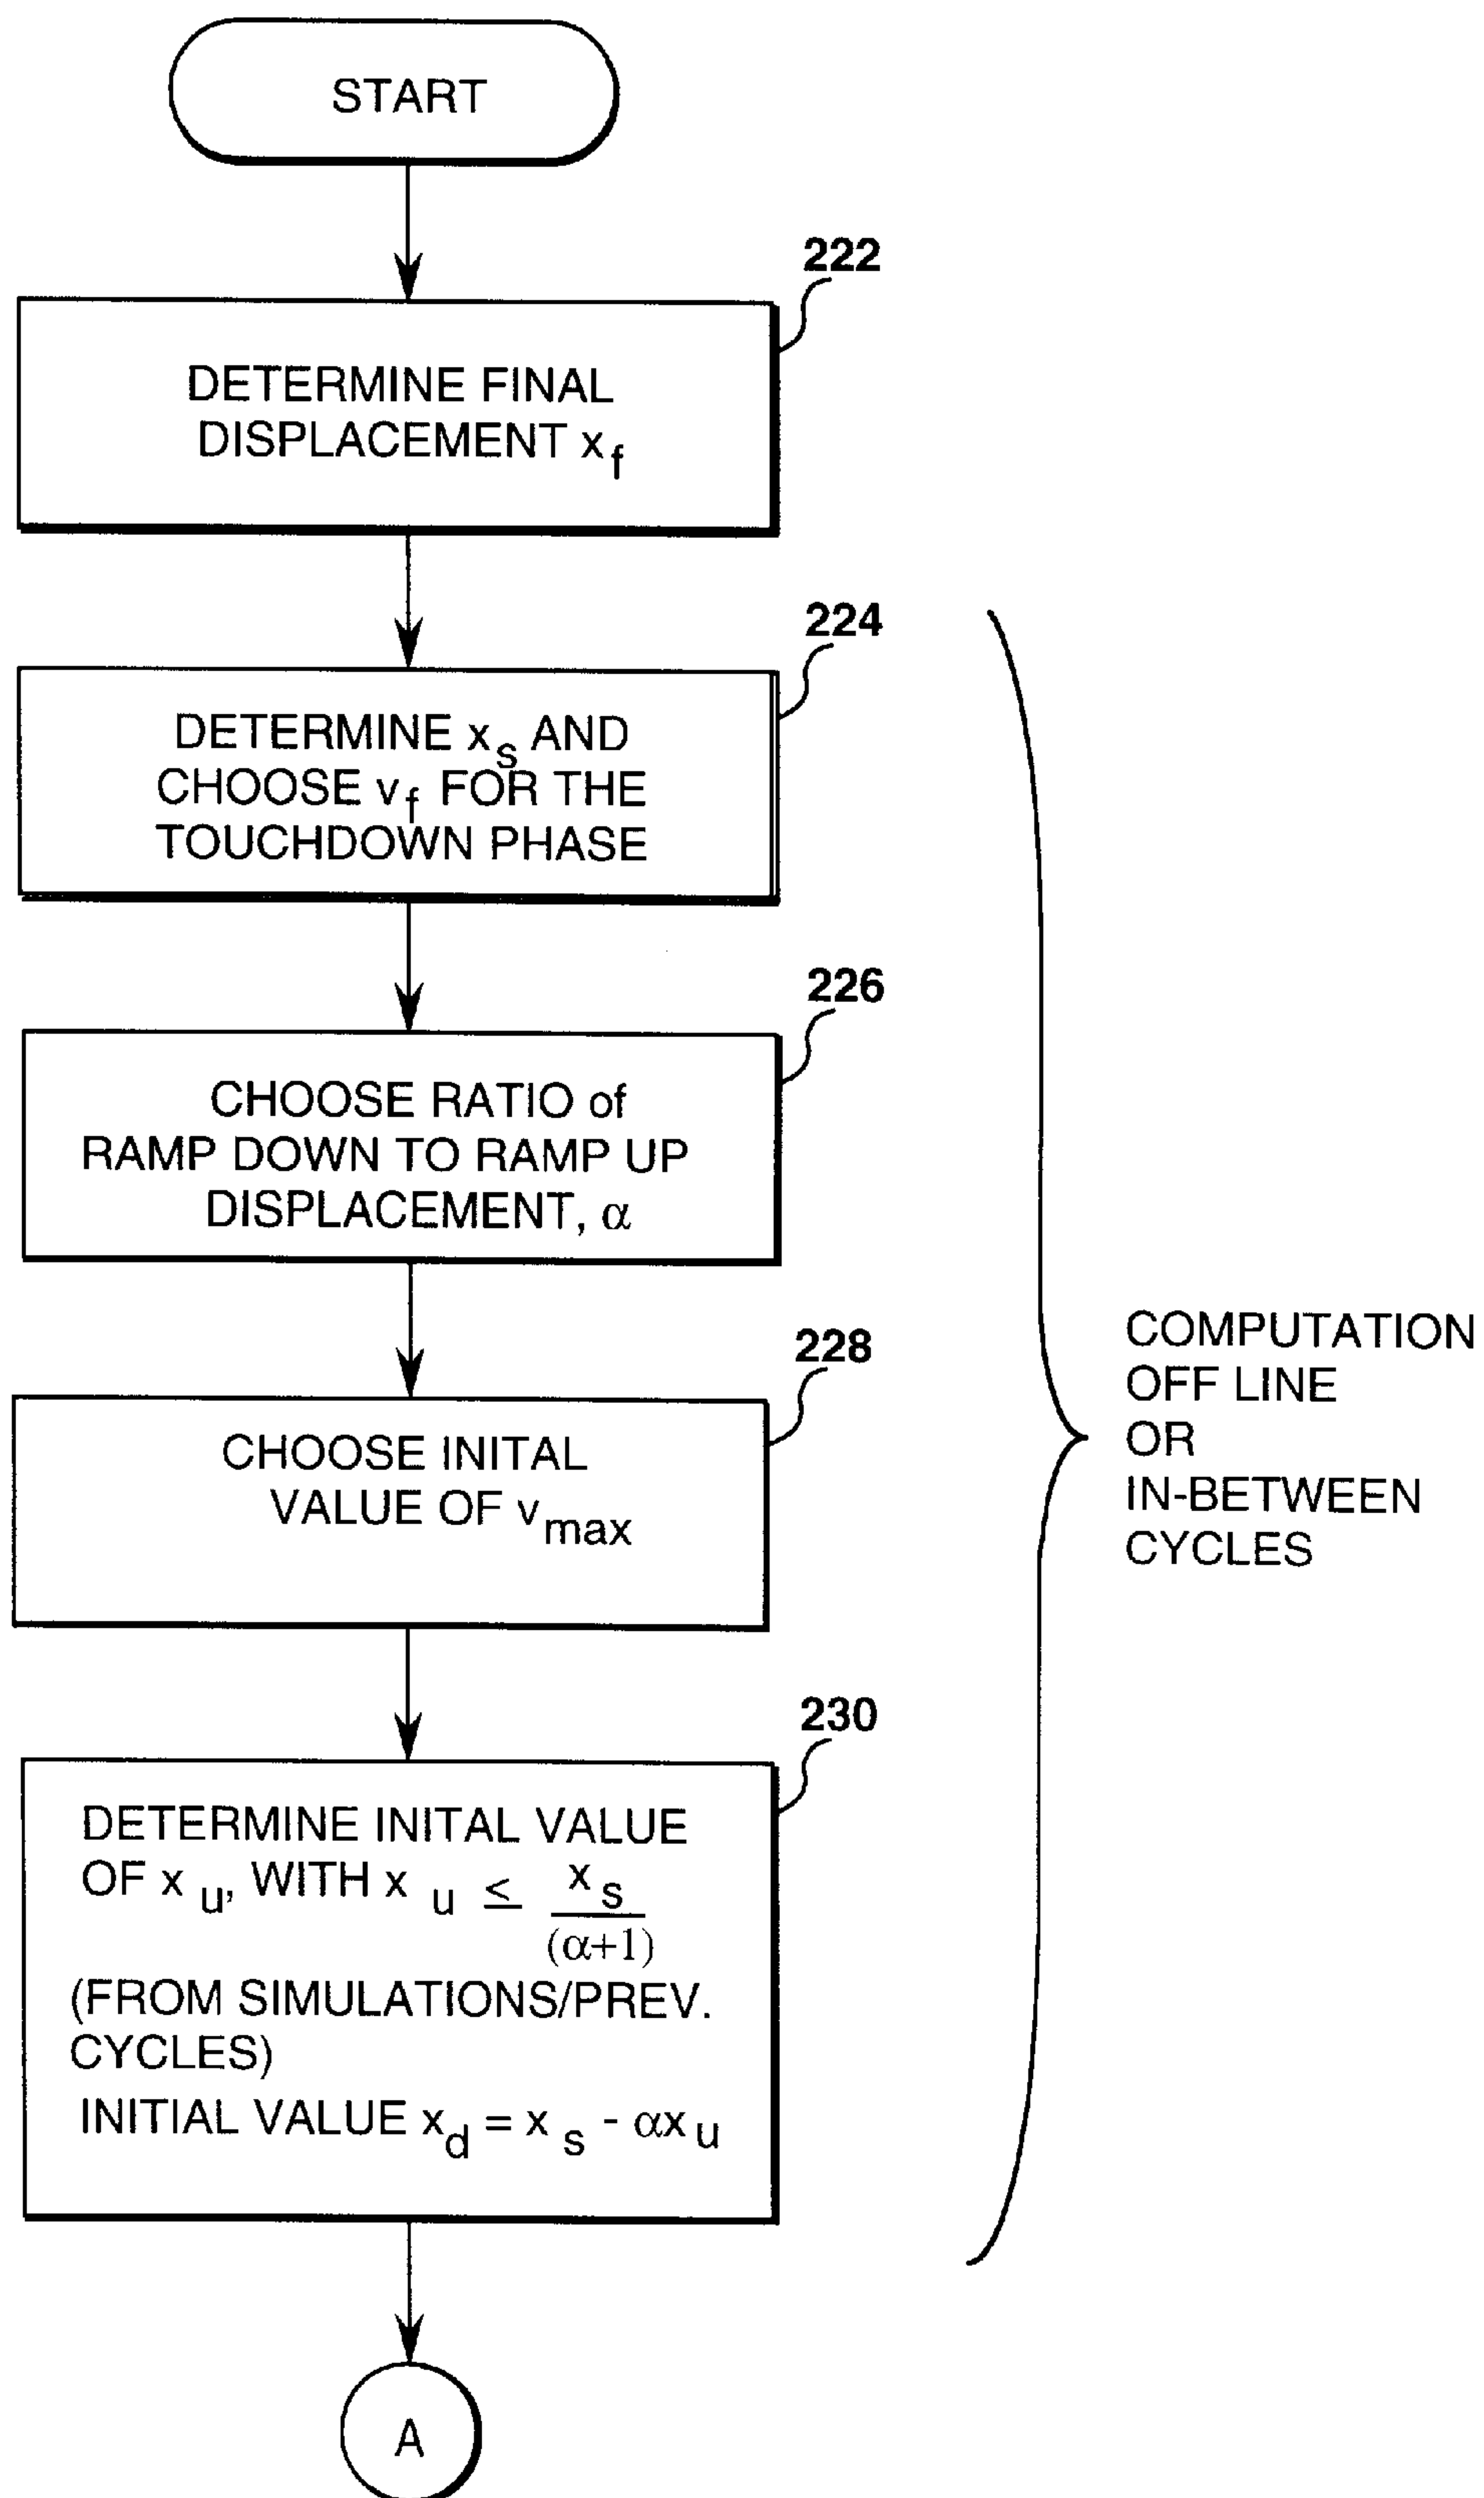 START
222
DETERMINE FINAL
DISPLACEMENT x_f
224
DETERMINE x_s AND
CHOOSE v_f FOR THE
TOUCHDOWN PHASE
226
CHOOSE RATIO of
RAMP DOWN TO RAMP UP
DISPLACEMENT, α
228
CHOOSE INITAL
VALUE OF v_max
COMPUTATION
OFF LINE
OR
IN-BETWEEN
CYCLES
230
DETERMINE INITAL VALUE
OF x_u, WITH x_u ≤ x_s
(α+1)
(FROM SIMULATIONS/PREV.
CYCLES)
INITIAL VALUE x_d = x_s - αx_u
A